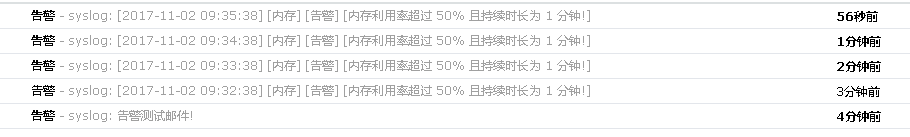 告警 - syslog: [2017-11-02 09:35:38] [内存] [告警] [内存利用率超过 50% 且持续时长为 1 分钟!] 56秒前
告警 - syslog: [2017-11-02 09:34:38] [内存] [告警] [内存利用率超过 50% 且持续时长为 1 分钟!] 1分钟前
告警 - syslog: [2017-11-02 09:33:38] [内存] [告警] [内存利用率超过 50% 且持续时长为 1 分钟!] 2分钟前
告警 - syslog: [2017-11-02 09:32:38] [内存] [告警] [内存利用率超过 50% 且持续时长为 1 分钟!] 3分钟前
告警 - syslog: 告警测试邮件! 4分钟前